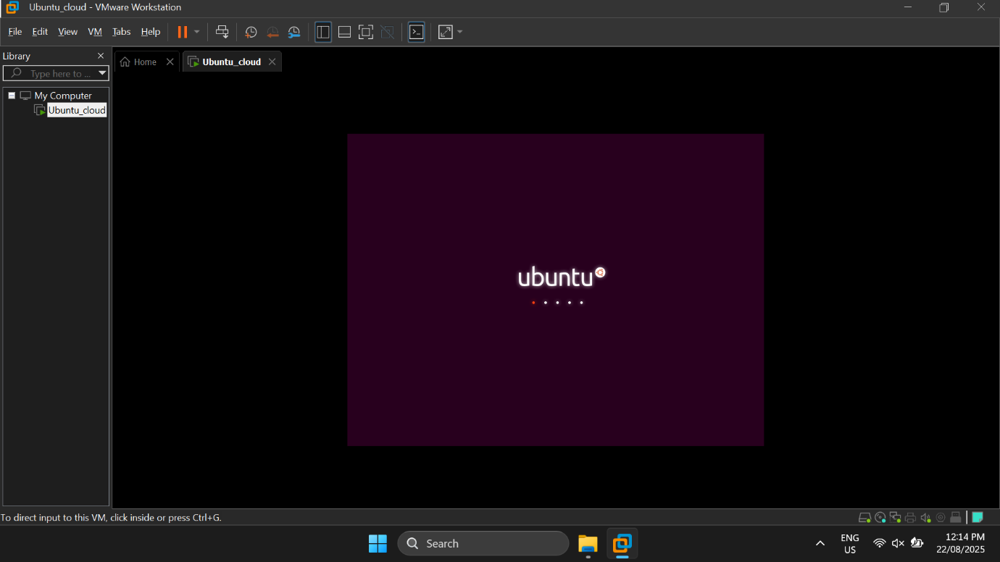 Ubuntu_cloud - VMware Workstation
File Edit View VM Tabs Help
Library
Home
Ubuntu_cloud
Type here to ...
My Computer
Ubuntu_cloud
ubuntu
To direct input to this VM, click inside or press Ctrl+G.
Search
ENG
US
12:14 PM
22/08/2025